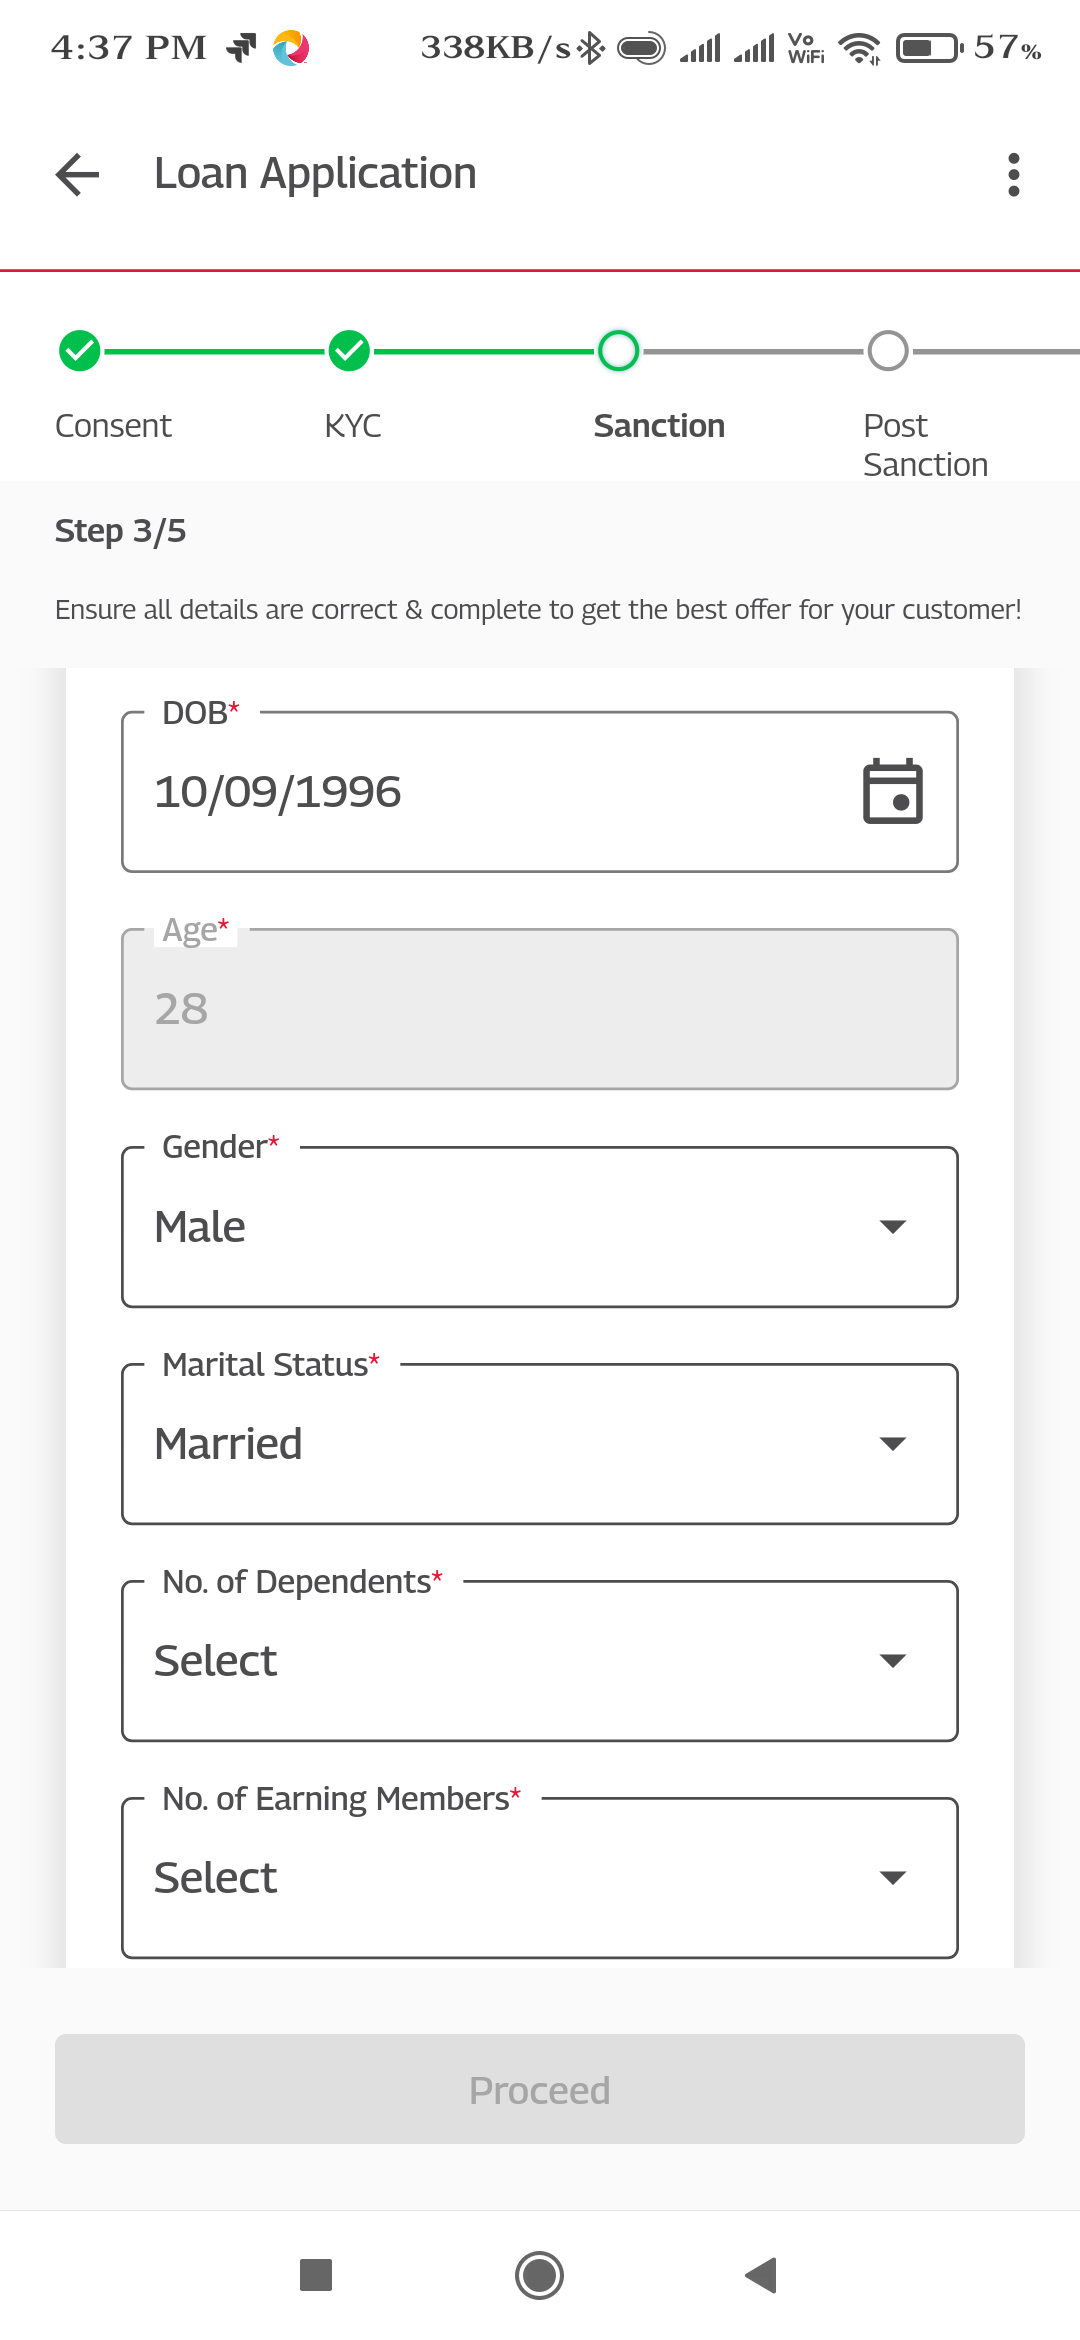 4:37 PM 338KB/s Vo WiFi 57%
Loan Application
Consent KYC Sanction Post Sanction
Step 3/5
Ensure all details are correct & complete to get the best offer for your customer!
DOB*
10/09/1996
Age*
28
Gender*
Male
Marital Status*
Married
No. of Dependents*
Select
No. of Earning Members*
Select
Proceed